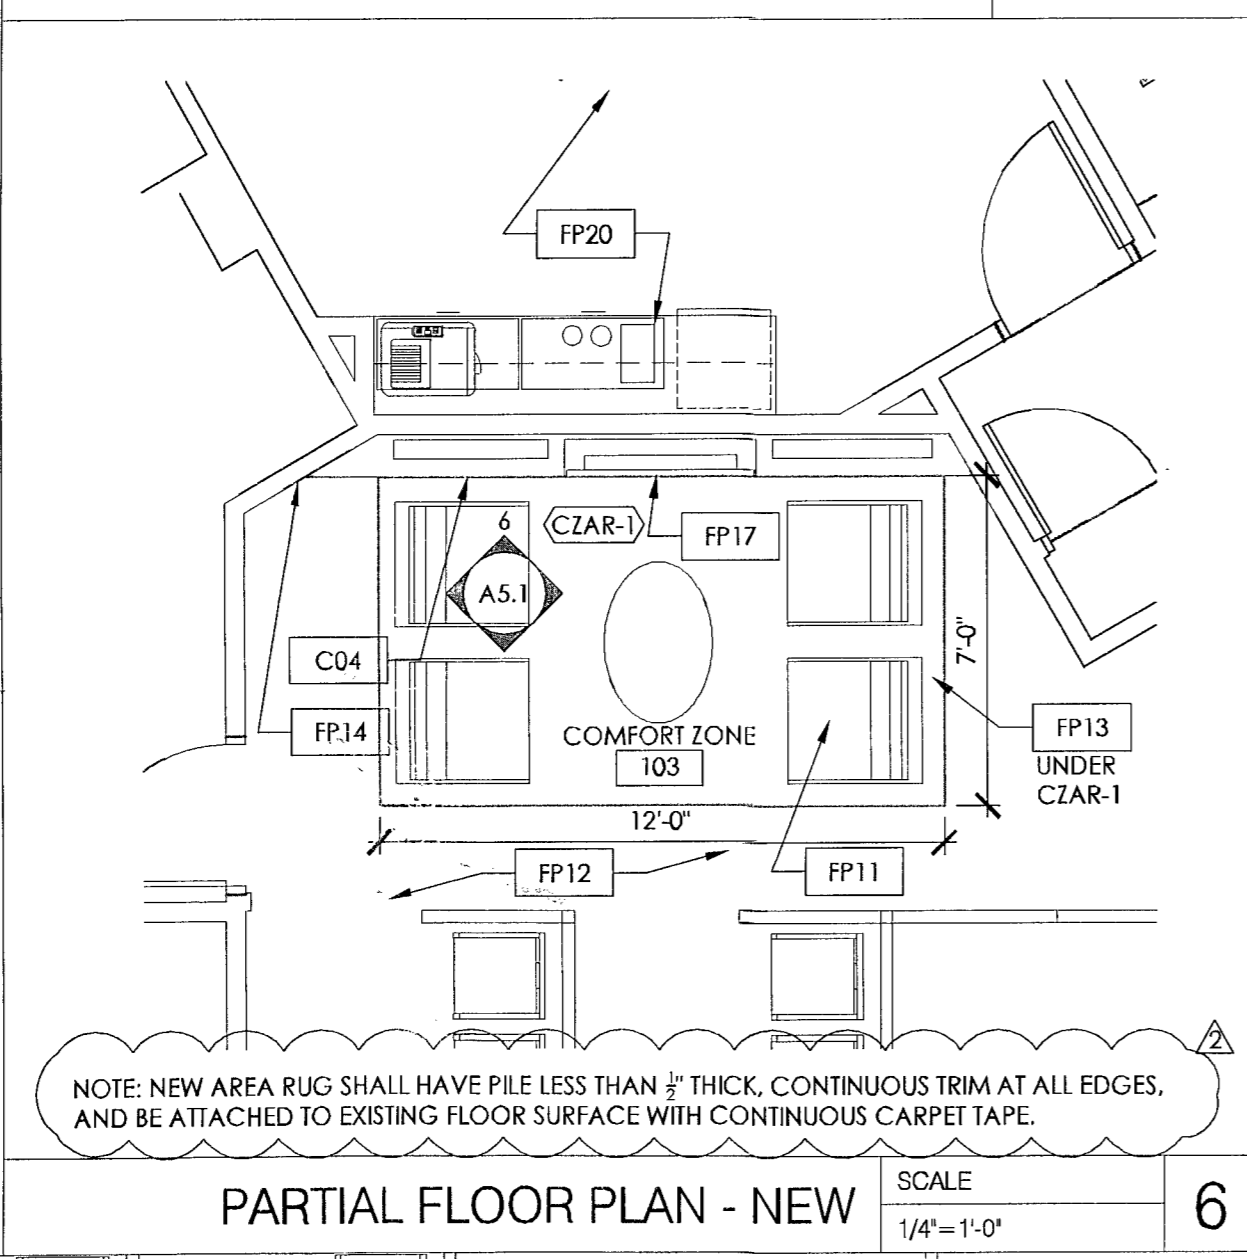 FP20
6
CZAR-1
FP17
A5.1
C04
7'-0"
FP14
COMFORT ZONE
103
FP13
UNDER
CZAR-1
12'-0"
FP12
FP11
2
NOTE: NEW AREA RUG SHALL HAVE PILE LESS THAN ½" THICK, CONTINUOUS TRIM AT ALL EDGES,
AND BE ATTACHED TO EXISTING FLOOR SURFACE WITH CONTINUOUS CARPET TAPE.
PARTIAL FLOOR PLAN - NEW
SCALE
1/4"=1'-0"
6